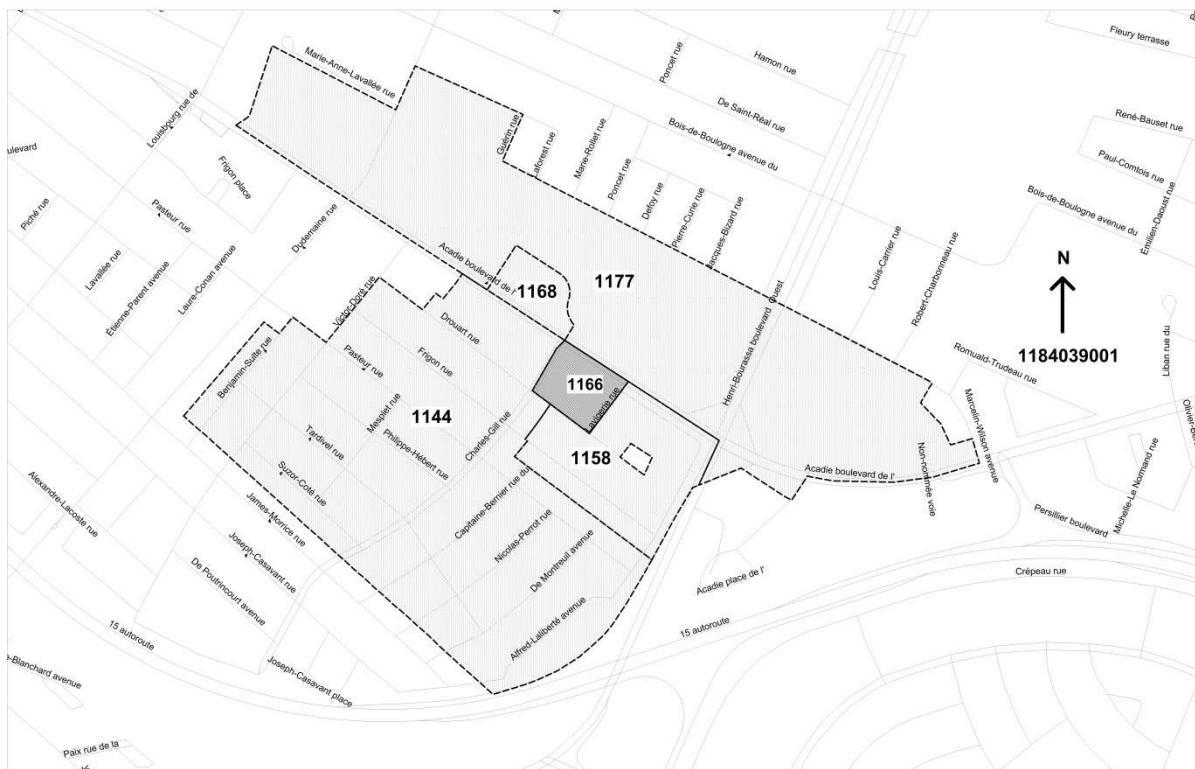 Fleury terrasse
Hamon rue
Poncet rue
Marie-Anne-Lavallée rue
De Saint-Réal rue
Louisbourg rue de
Guérin rue
Laforest rue
Marie-Rollet rue
Bois-de-Boulogne avenue du
René-Bauset rue
Paul-Comtois rue
Frigon place
Poncet rue
Defoy rue
Pierre-Curie rue
Jacques-Bizard rue
Bois-de-Boulogne avenue du
Émilien-Daoust rue
Piché rue
Pasteur rue
Dudemaine rue
Lavallée rue
Étienne-Parent avenue
Laure-Conan avenue
Acadie boulevard de
1168
1177
Louis-Carrier rue
Robert-Charbonneau rue
N
1184039001
Victor-Doré rue
Drouart rue
Henri-Bourassa boulevard Ouest
Romuald-Trudeau rue
Liban rue du
Benjamin-Sulte rue
Pasteur rue
Frigon rue
1166
Lavigerie rue
Marcelin-Wilson avenue
1144
Mesplet rue
Philippe-Hébert rue
Charles-Gill rue
1158
Tardivel rue
Suzor-Coté rue
Non-nommée voie
Acadie boulevard de l'
Michelle-Le Normand rue
Alexandre-Lacoste rue
James-Morrice rue
Capitaine-Bernier rue du
Nicolas-Perrot rue
Persillier boulevard
Joseph-Casavant rue
De Poutrincourt avenue
De Montreuil avenue
Acadie place de l'
Crépeau rue
15 autoroute
Alfred-Laliberté avenue
15 autoroute
Joseph-Casavant place
Paix rue de la